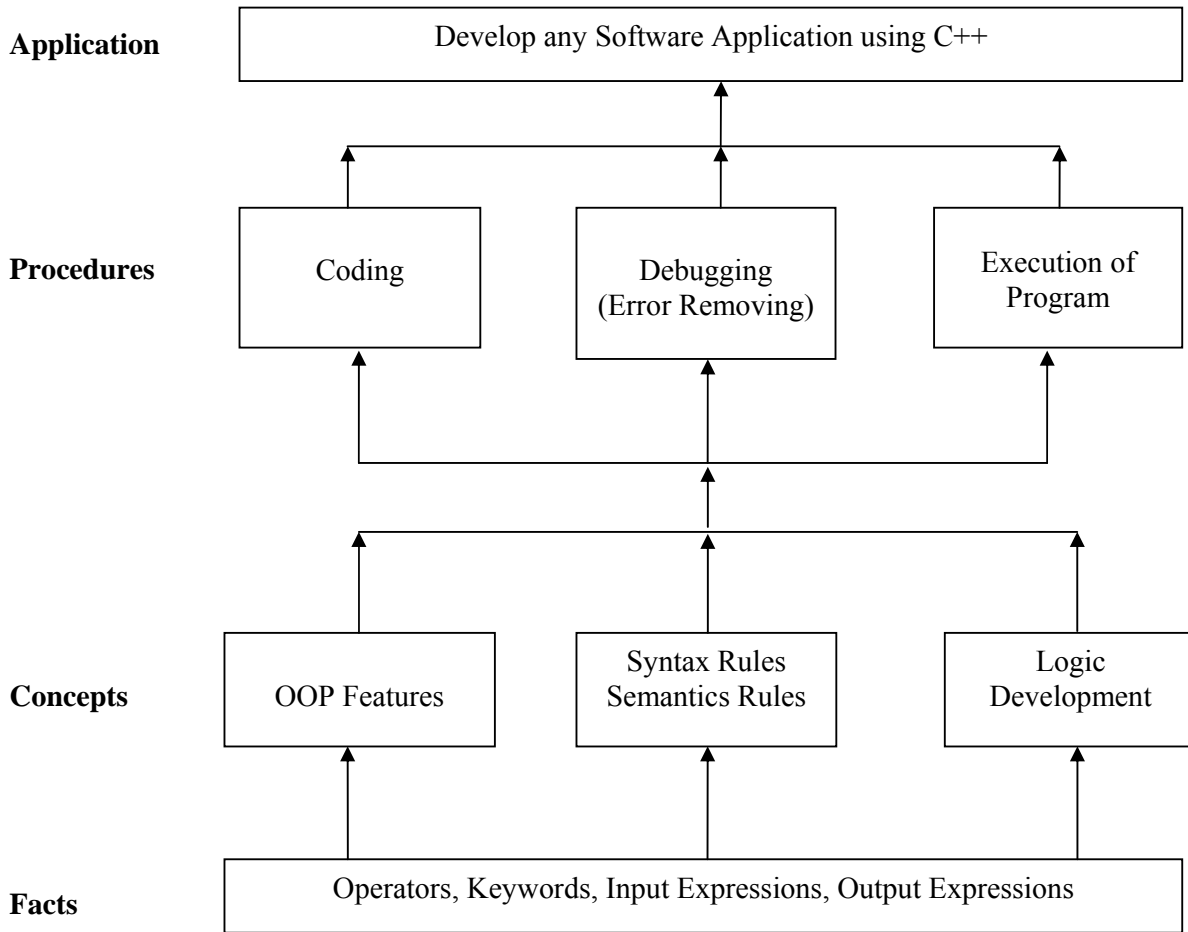 Application
Develop any Software Application using C++
Procedures
Coding
Debugging
(Error Removing)
Execution of
Program
Concepts
OOP Features
Syntax Rules
Semantics Rules
Logic
Development
Facts
Operators, Keywords, Input Expressions, Output Expressions